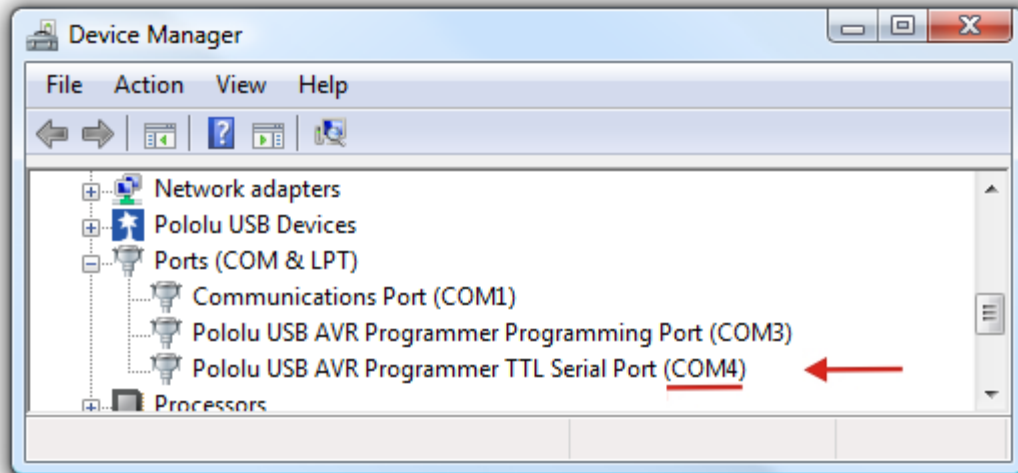 Device Manager
File Action View Help
Network adapters
Pololu USB Devices
Ports (COM & LPT)
Communications Port (COM1)
Pololu USB AVR Programmer Programming Port (COM3)
Pololu USB AVR Programmer TTL Serial Port (COM4)
Processors